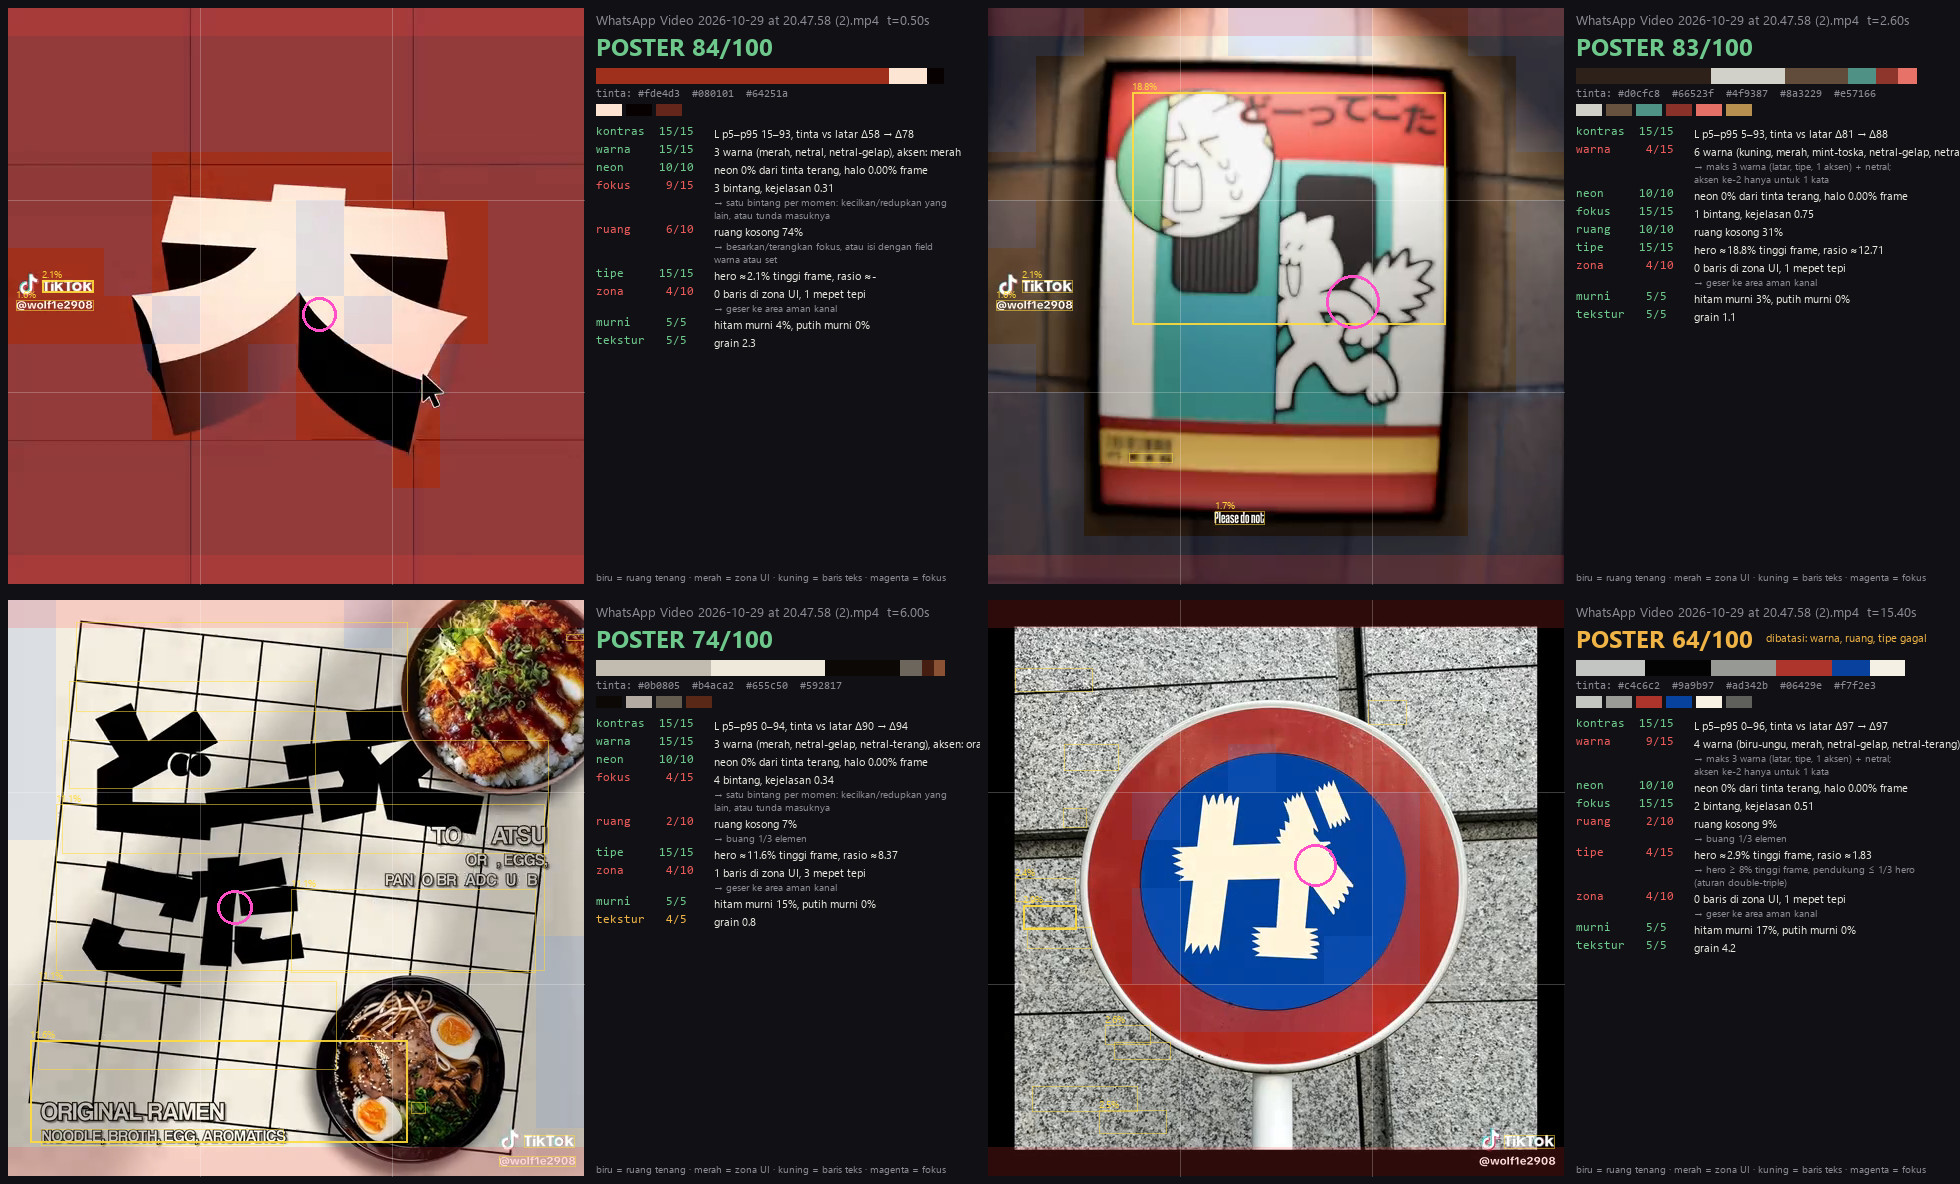 WhatsApp Video 2026-10-29 at 20.47.58 (2).mp4 t=0.50s
POSTER 84/100
tinta: #fde4d3 #080101 #64251a
kontras 15/15 L p5–p95 15–93, tinta vs latar Δ58 → Δ78
warna 15/15 3 warna (merah, netral, netral-gelap), aksen: merah
neon 10/10 neon 0% dari tinta terang, halo 0.00% frame
fokus 9/15 3 bintang, kejelasan 0.31
→ satu bintang per momen: kecilkan/redupkan yang
lain, atau tunda masuknya
ruang 6/10 ruang kosong 74%
→ besarkan/terangkan fokus, atau isi dengan field
warna atau set
tipe 15/15 hero ≈2.1% tinggi frame, rasio ≈-
zona 4/10 0 baris di zona UI, 1 mepet tepi
→ geser ke area aman kanal
murni 5/5 hitam murni 4%, putih murni 0%
tekstur 5/5 grain 2.3
biru = ruang tenang · merah = zona UI · kuning = baris teks · magenta = fokus
2.1%
TikTok
@wolf1e2908
WhatsApp Video 2026-10-29 at 20.47.58 (2).mp4 t=2.60s
POSTER 83/100
tinta: #d0cfc8 #66523f #4f9387 #8a3229 #e57166
kontras 15/15 L p5–p95 5–93, tinta vs latar Δ81 → Δ88
warna 4/15 6 warna (kuning, merah, mint-toska, netral-gelap, netra
→ maks 3 warna (latar, tipe, 1 aksen) + netral;
aksen ke-2 hanya untuk 1 kata
neon 10/10 neon 0% dari tinta terang, halo 0.00% frame
fokus 15/15 1 bintang, kejelasan 0.75
ruang 10/10 ruang kosong 31%
tipe 15/15 hero ≈18.8% tinggi frame, rasio ≈12.71
zona 4/10 0 baris di zona UI, 1 mepet tepi
→ geser ke area aman kanal
murni 5/5 hitam murni 3%, putih murni 0%
tekstur 5/5 grain 1.1
biru = ruang tenang · merah = zona UI · kuning = baris teks · magenta = fokus
18.8%
どーってこた
2.1%
TikTok
@wolf1e2908
1.7%
Please do not
WhatsApp Video 2026-10-29 at 20.47.58 (2).mp4 t=6.00s
POSTER 74/100
tinta: #0b0805 #b4aca2 #655c50 #592817
kontras 15/15 L p5–p95 0–94, tinta vs latar Δ90 → Δ94
warna 15/15 3 warna (merah, netral-gelap, netral-terang), aksen: ora
neon 10/10 neon 0% dari tinta terang, halo 0.00% frame
fokus 4/15 4 bintang, kejelasan 0.34
→ satu bintang per momen: kecilkan/redupkan yang
lain, atau tunda masuknya
ruang 2/10 ruang kosong 7%
→ buang 1/3 elemen
tipe 15/15 hero ≈11.6% tinggi frame, rasio ≈8.37
zona 4/10 1 baris di zona UI, 3 mepet tepi
→ geser ke area aman kanal
murni 5/5 hitam murni 15%, putih murni 0%
tekstur 4/5 grain 0.8
biru = ruang tenang · merah = zona UI · kuning = baris teks · magenta = fokus
TO ATSU
OR , EGGS,
PAN O BR ADC U B
ORIGINAL RAMEN
NOODLE, BROTH, EGG, AROMATICS
TikTok
@wolf1e2908
WhatsApp Video 2026-10-29 at 20.47.58 (2).mp4 t=15.40s
POSTER 64/100 dibatasi: warna, ruang, tipe gagal
tinta: #c4c6c2 #9a9b97 #ad342b #06429e #f7f2e3
kontras 15/15 L p5–p95 0–96, tinta vs latar Δ97 → Δ97
warna 9/15 4 warna (biru-ungu, merah, netral-gelap, netral-terang)
→ maks 3 warna (latar, tipe, 1 aksen) + netral;
aksen ke-2 hanya untuk 1 kata
neon 10/10 neon 0% dari tinta terang, halo 0.00% frame
fokus 15/15 2 bintang, kejelasan 0.51
ruang 2/10 ruang kosong 9%
→ buang 1/3 elemen
tipe 4/15 hero ≈2.9% tinggi frame, rasio ≈1.83
→ hero ≥ 8% tinggi frame, pendukung ≤ 1/3 hero
(aturan double-triple)
zona 4/10 0 baris di zona UI, 1 mepet tepi
→ geser ke area aman kanal
murni 5/5 hitam murni 17%, putih murni 0%
tekstur 5/5 grain 4.2
biru = ruang tenang · merah = zona UI · kuning = baris teks · magenta = fokus
TikTok
@wolf1e2908